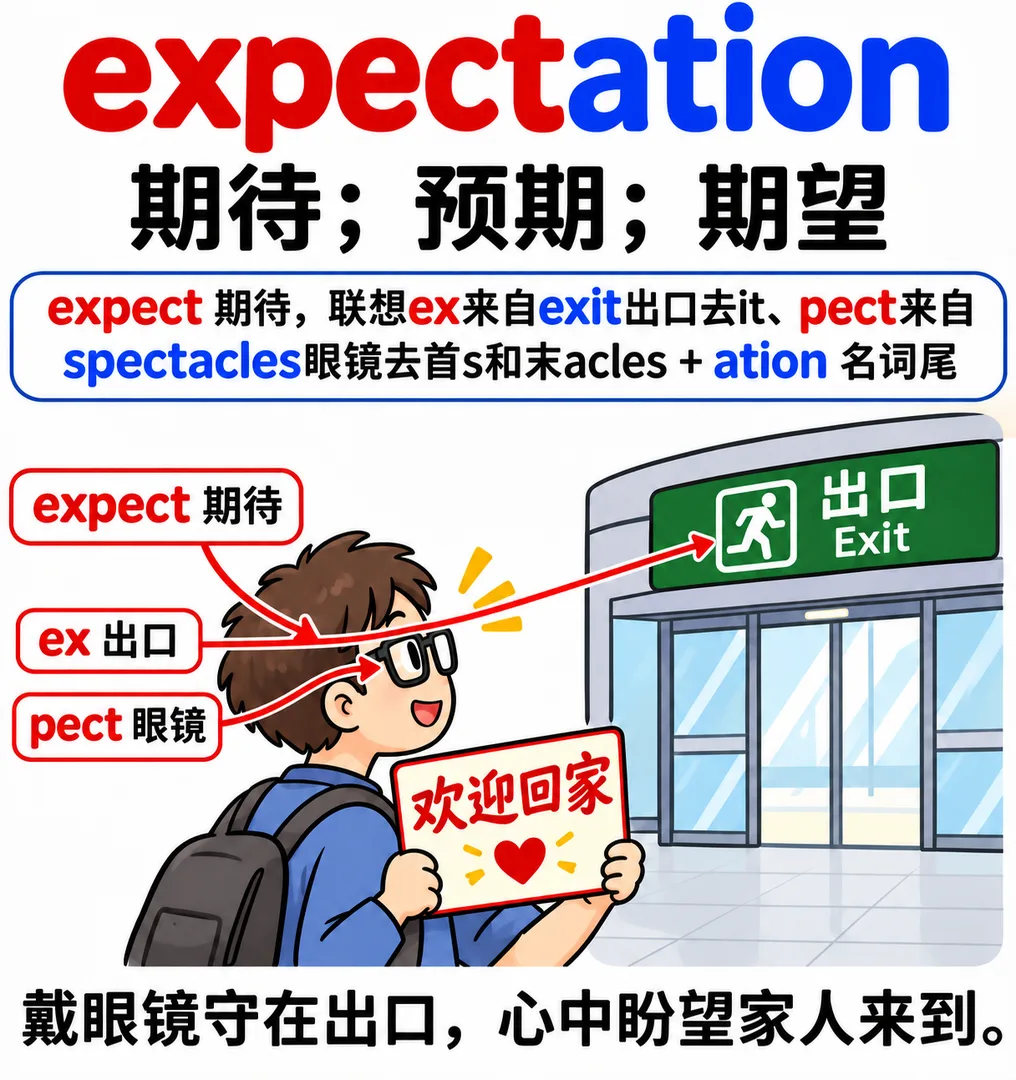 expectation
期待；预期；期望
expect 期待，联想ex来自exit出口去it、pect来自
spectacles眼镜去首s和末acles + ation 名词尾
出口
Exit
expect 期待
ex 出口
pect 眼镜
欢迎回家
戴眼镜守在出口，心中盼望家人来到。